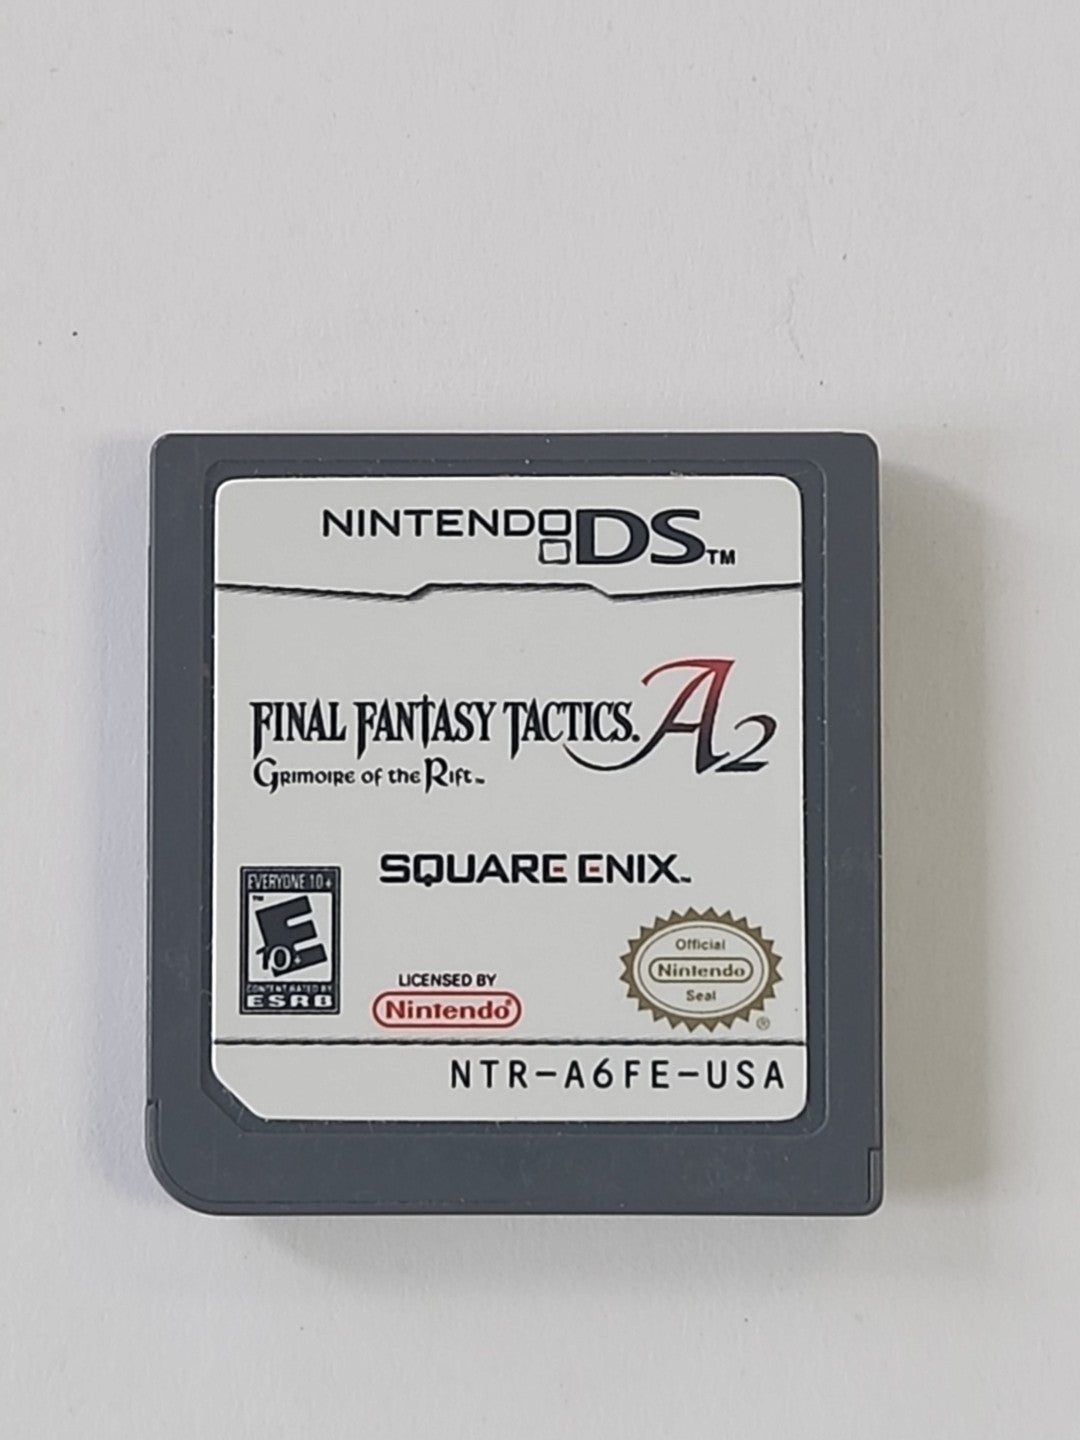 NINTENDO DS™
FINAL FANTASY TACTICS® A2
GRIMOIRE OF the RIFt™
SQUARE ENIX™
EVERYONE 10+
™
E
10+
CONTENT RATED BY
ESRB
LICENSED BY
Nintendo®
Official
Nintendo
Seal
®
NTR-A6FE-USA